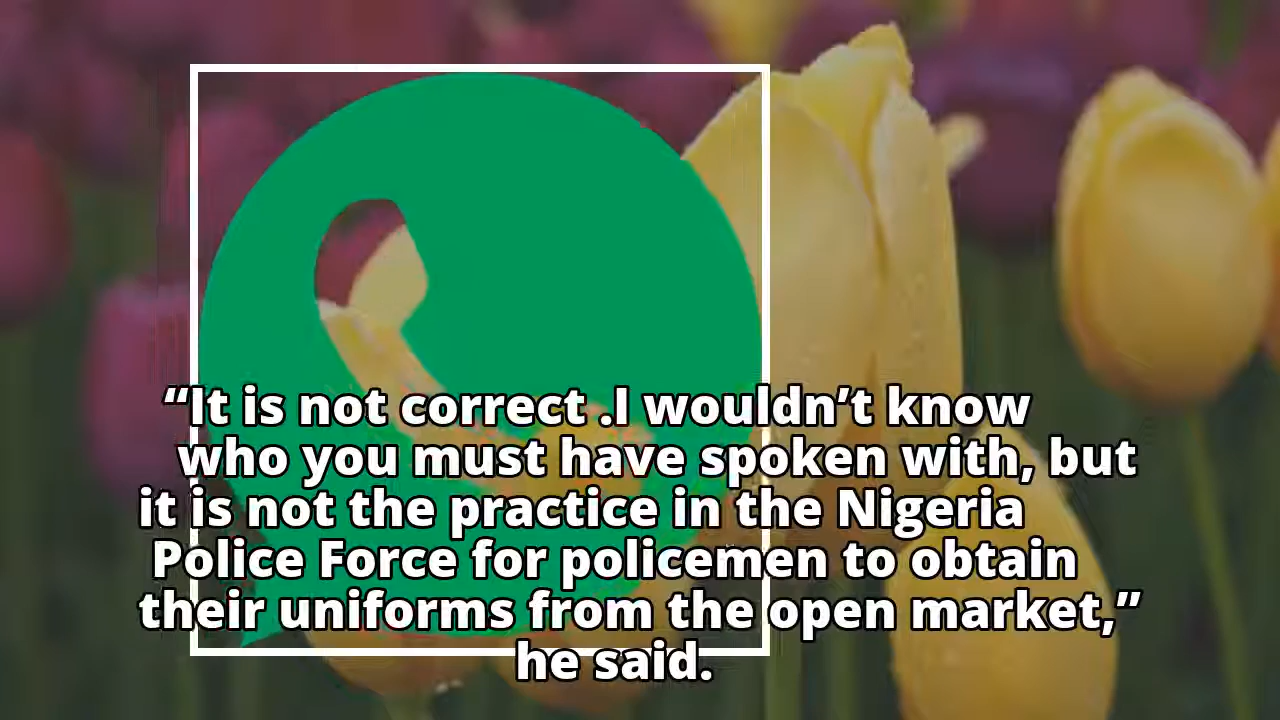 “It is not correct .I wouldn’t know
who you must have spoken with, but
it is not the practice in the Nigeria
Police Force for policemen to obtain
their uniforms from the open market,”
he said.